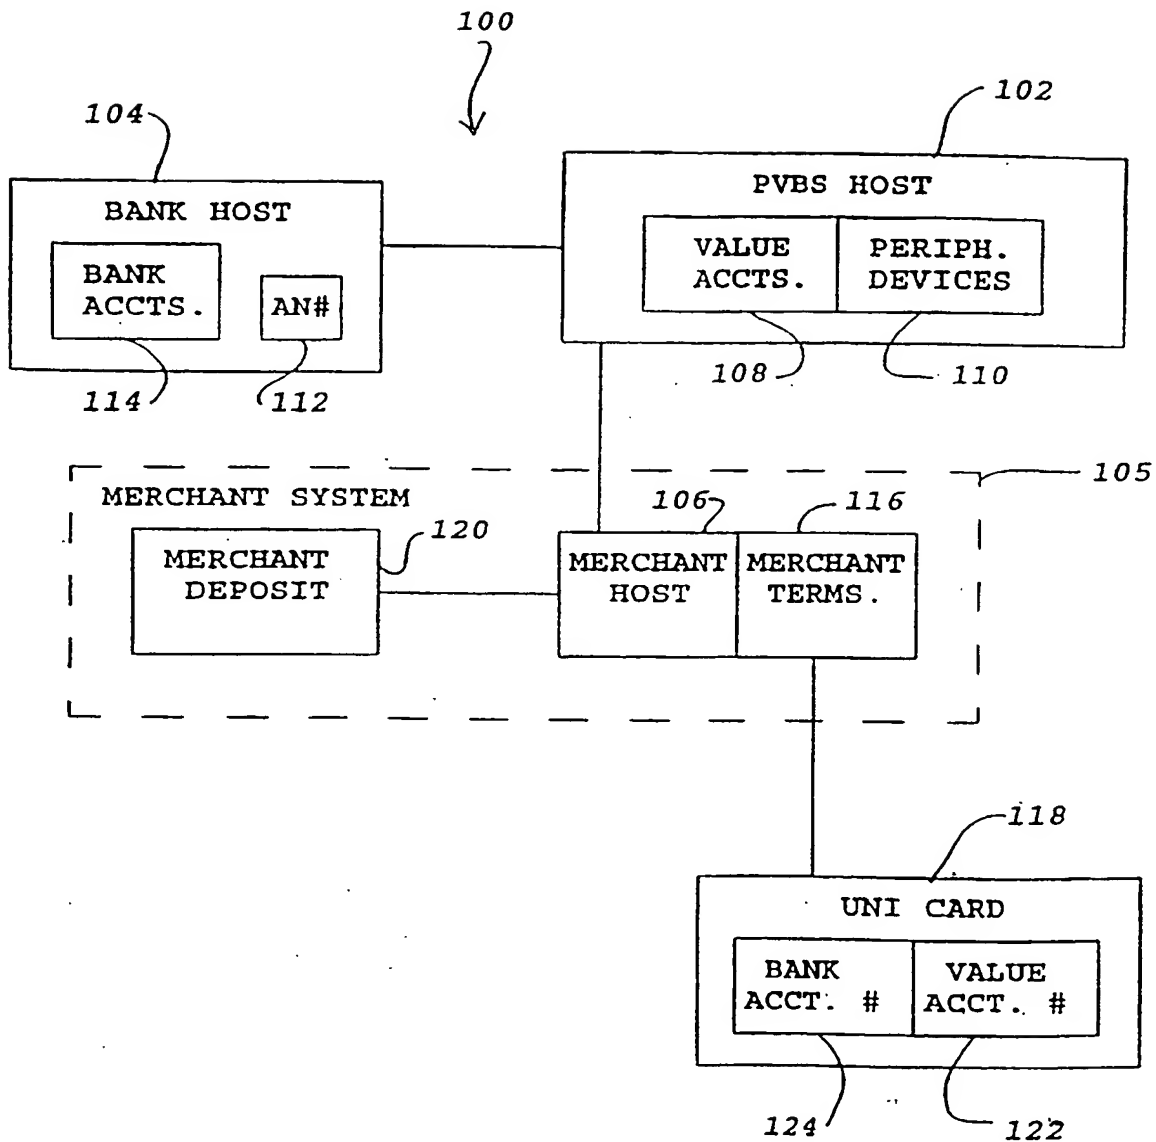 100
104
102
BANK HOST
PVBS HOST
BANK
ACCTS.
AN#
VALUE
ACCTS.
PERIPH.
DEVICES
114
112
108
110
105
MERCHANT SYSTEM
106
116
120
MERCHANT
DEPOSIT
MERCHANT
HOST
MERCHANT
TERMS.
118
UNI CARD
BANK
ACCT. #
VALUE
ACCT. #
124
122